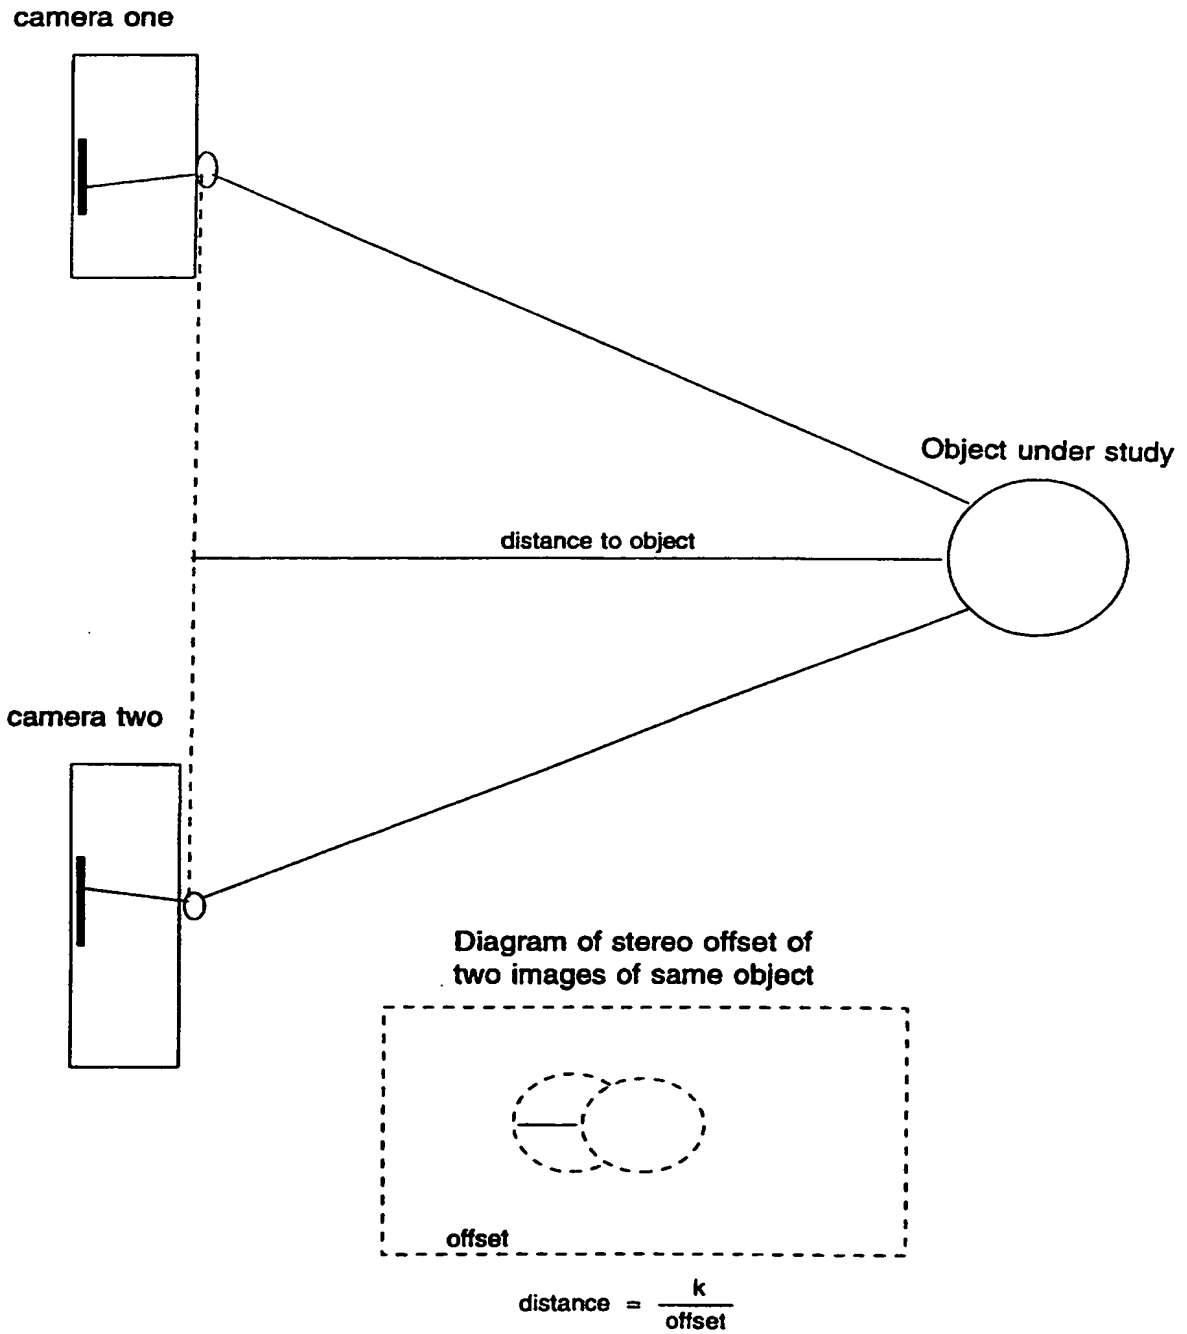 camera one
Object under study
distance to object
camera two
Diagram of stereo offset of
two images of same object
offset
distance = k
offset